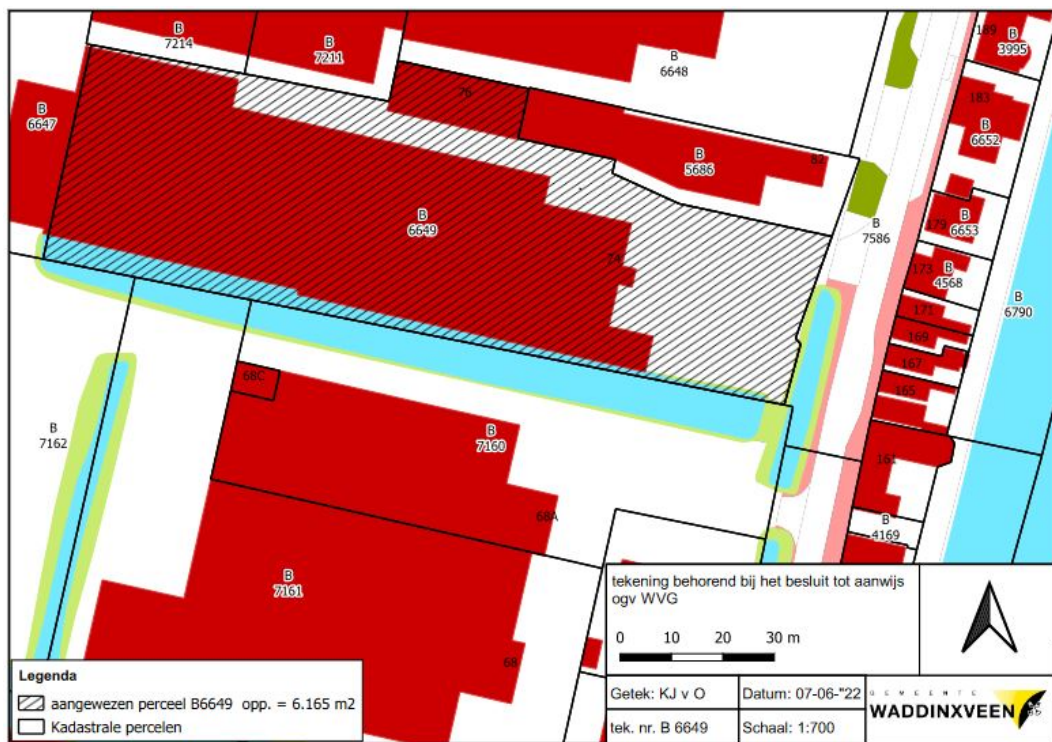 B
7214
B
7211
B
6648
189
B
3995
B
6647
76
183
B
6652
B
5686
82
B
6649
74
B
7586
179
B
6653
173
B
4568
171
B
6790
169
167
165
68C
B
7162
B
7160
161
68A
B
4169
B
7161
68
tekening behorend bij het besluit tot aanwijs
ogv WVG
0 10 20 30 m
Legenda
aangewezen perceel B6649 opp. = 6.165 m2
Kadastrale percelen
Getek: KJ v O
Datum: 07-06-"22
tek. nr. B 6649
Schaal: 1:700
GEMEENTE
WADDINXVEEN